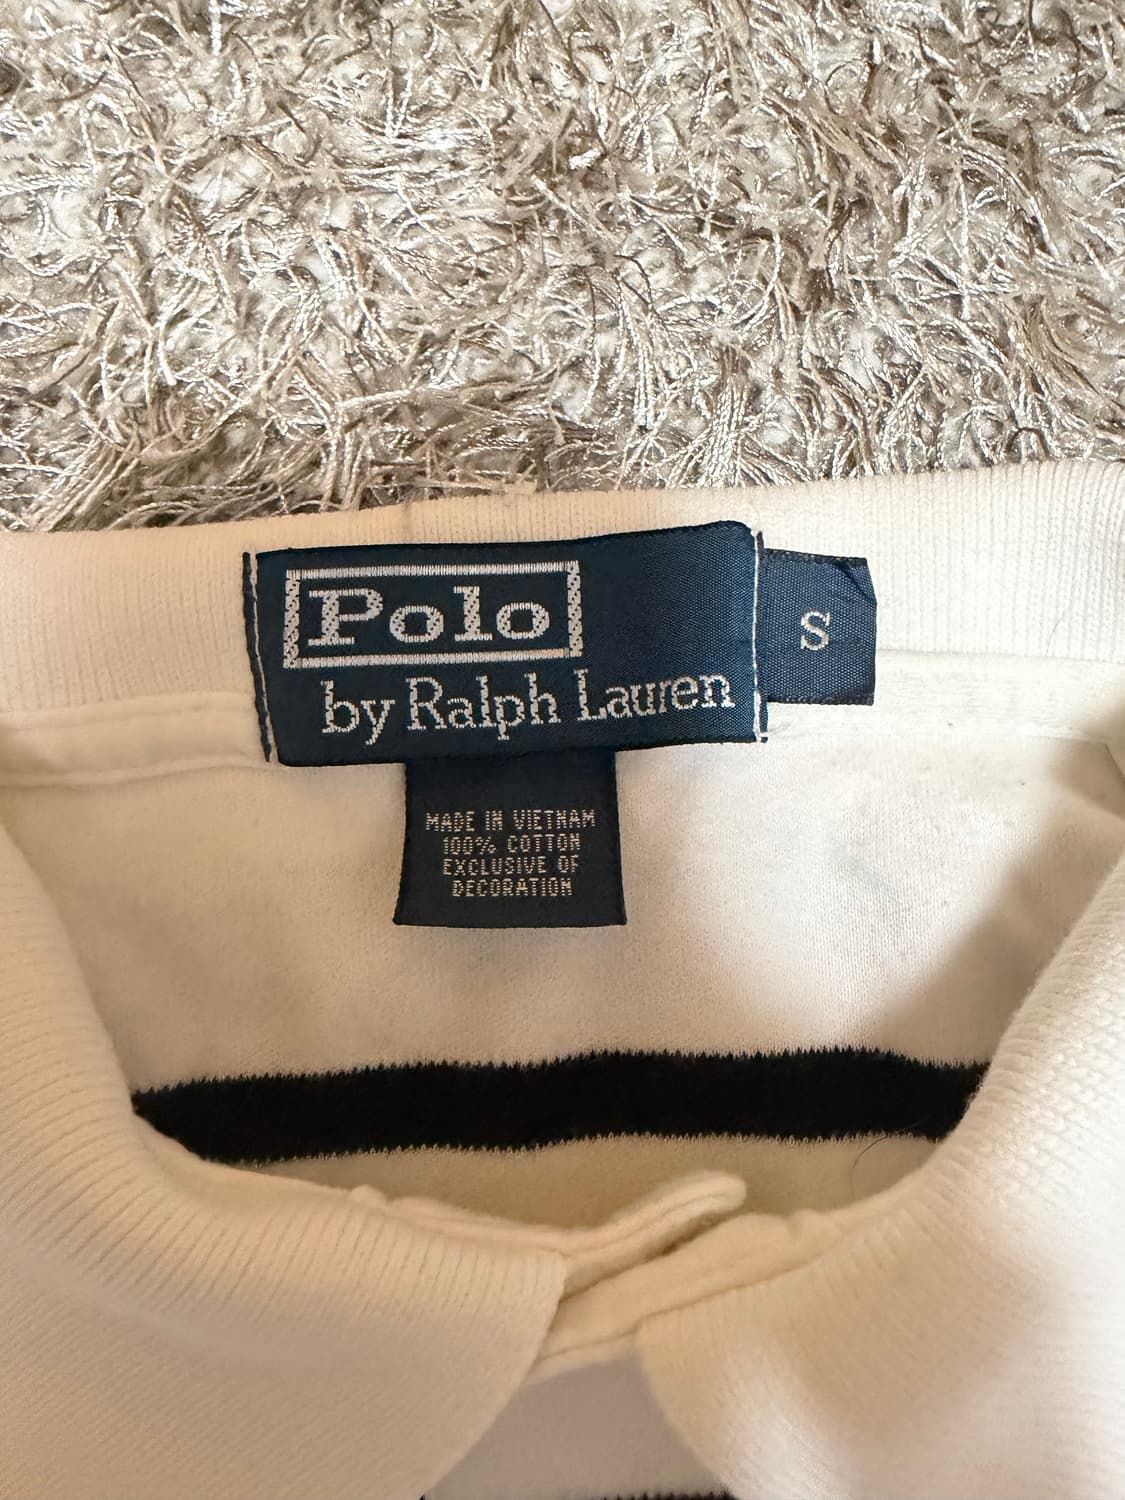 Polo
by Ralph Lauren
S
MADE IN VIETNAM
100% COTTON
EXCLUSIVE OF
DECORATION